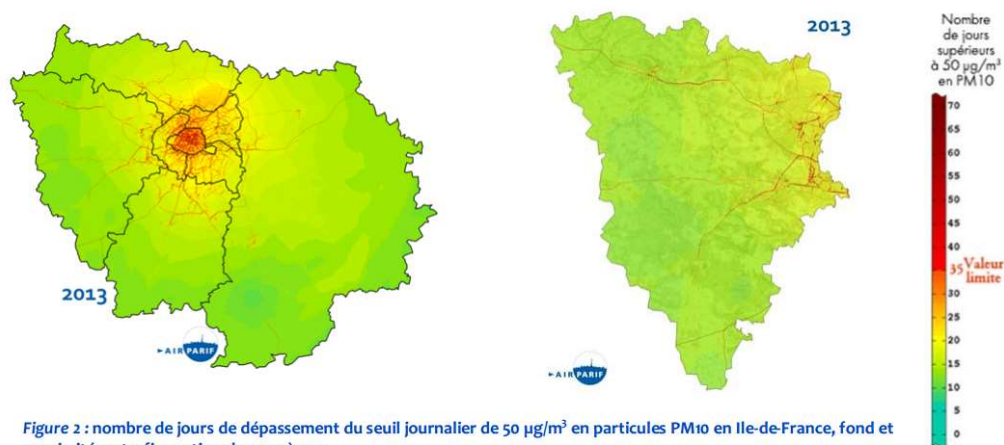 2013
2013
AIRPARIF
AIRPARIF
Nombre
de jours
supérieurs
à 50 µg/m³
en PM10
70
65
60
55
50
45
40
35 Valeur
limite
30
25
20
15
10
5
0
Figure 2 : nombre de jours de dépassement du seuil journalier de 50 µg/m³ en particules PM10 en Ile-de-France, fond et